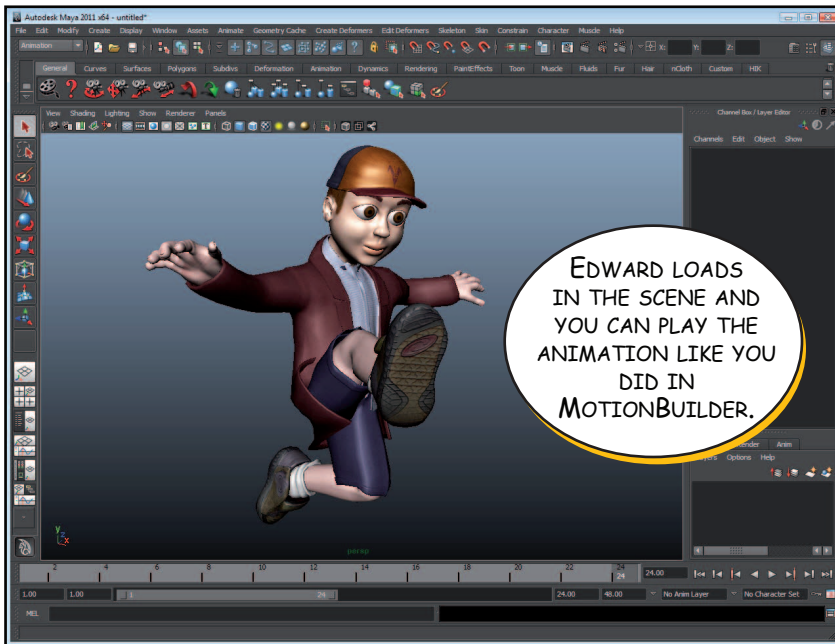 Autodesk Maya 2011 x64 - untitled*
File Edit Modify Create Display Window Assets Animate Geometry Cache Create Deformers Edit Deformers Skeleton Skin Constrain Character Muscle Help
Animation X: Y: Z:
General Curves Surfaces Polygons Subdivs Deformation Animation Dynamics Rendering PaintEffects Toon Muscle Fluids Fur Hair nCloth Custom HIK
View Shading Lighting Show Renderer Panels
Channel Box / Layer Editor
Channels Edit Object Show
EDWARD LOADS
IN THE SCENE AND
YOU CAN PLAY THE
ANIMATION LIKE YOU
DID IN
MOTIONBUILDER.
Anim
Options Help
y
z
x
persp
2 4 6 8 10 12 14 16 18 20 22 24
24 24.00
1.00 1.00 1 24 24.00 48.00 No Anim Layer No Character Set
MEL